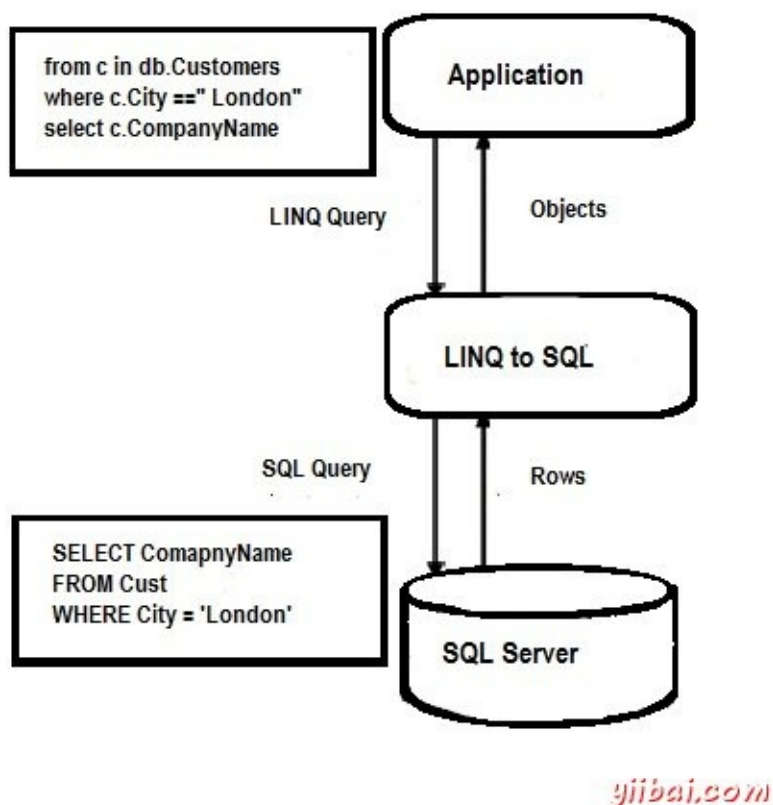 from c in db.Customers
where c.City ==" London"
select c.CompanyName
Application
LINQ Query
Objects
LINQ to SQL
SQL Query
Rows
SELECT ComapnyName
FROM Cust
WHERE City = 'London'
SQL Server
yiibai.com